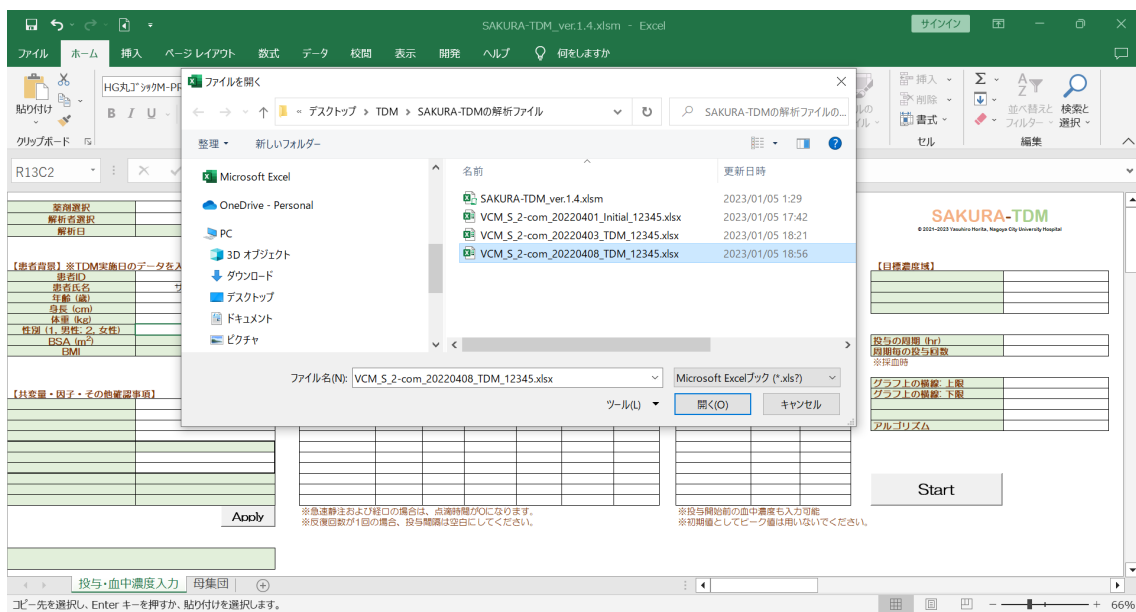 SAKURA-TDM_ver.1.4.xlsm - Excel
サインイン
ファイル ホーム 挿入 ページ レイアウト 数式 データ 校閲 表示 開発 ヘルプ 何をしますか
貼り付け
クリップボード
HG丸ｺﾞｼｯｸM-PR
B I U
挿入
削除
書式
セル
Σ
並べ替えと
フィルター
検索と
選択
編集
R13C2
ファイルを開く
« デスクトップ › TDM › SAKURA-TDMの解析ファイル
SAKURA-TDMの解析ファイルの...
整理 新しいフォルダー
名前 更新日時
Microsoft Excel
OneDrive - Personal
PC
3D オブジェクト
ダウンロード
デスクトップ
ドキュメント
ピクチャ
SAKURA-TDM_ver.1.4.xlsm 2023/01/05 1:29
VCM_S_2-com_20220401_Initial_12345.xlsx 2023/01/05 17:42
VCM_S_2-com_20220403_TDM_12345.xlsx 2023/01/05 18:21
VCM_S_2-com_20220408_TDM_12345.xlsx 2023/01/05 18:56
ファイル名(N): VCM_S_2-com_20220408_TDM_12345.xlsx
Microsoft Excelブック (*.xls?)
ツール(L) 開く(O) キャンセル
薬剤選択
解析者選択
解析日
【患者背景】※TDM実施日のデータを入
患者ID
患者氏名
年齢 (歳)
身長 (cm)
体重 (kg)
性別 (1, 男性; 2, 女性)
BSA (m²)
BMI
【共変量・因子・その他確認事項】
Apply
※急速静注および経口の場合は、点滴時間が0になります。
※反復回数が1回の場合、投与間隔は空白にしてください。
※投与開始前の血中濃度も入力可能
※初期値としてピーク値は用いないでください。
SAKURA-TDM
© 2021-2023 Yasuhiro Horita, Nagoya City University Hospital
【目標濃度域】
投与の周期 (hr)
周期毎の投与回数
※採血時
グラフ上の横線: 上限
グラフ上の横線: 下限
アルゴリズム
Start
投与・血中濃度入力 母集団
コピー先を選択し、Enter キーを押すか、貼り付けを選択します。
66%